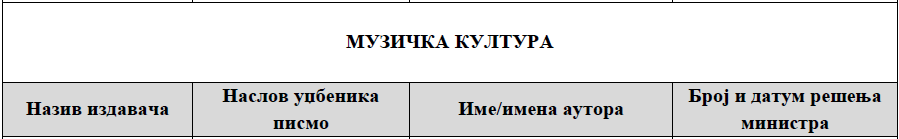 МУЗИЧКА КУЛТУРА
Назив издавача
Наслов уџбеника
писмо
Име/имена аутора
Број и датум решења
министра